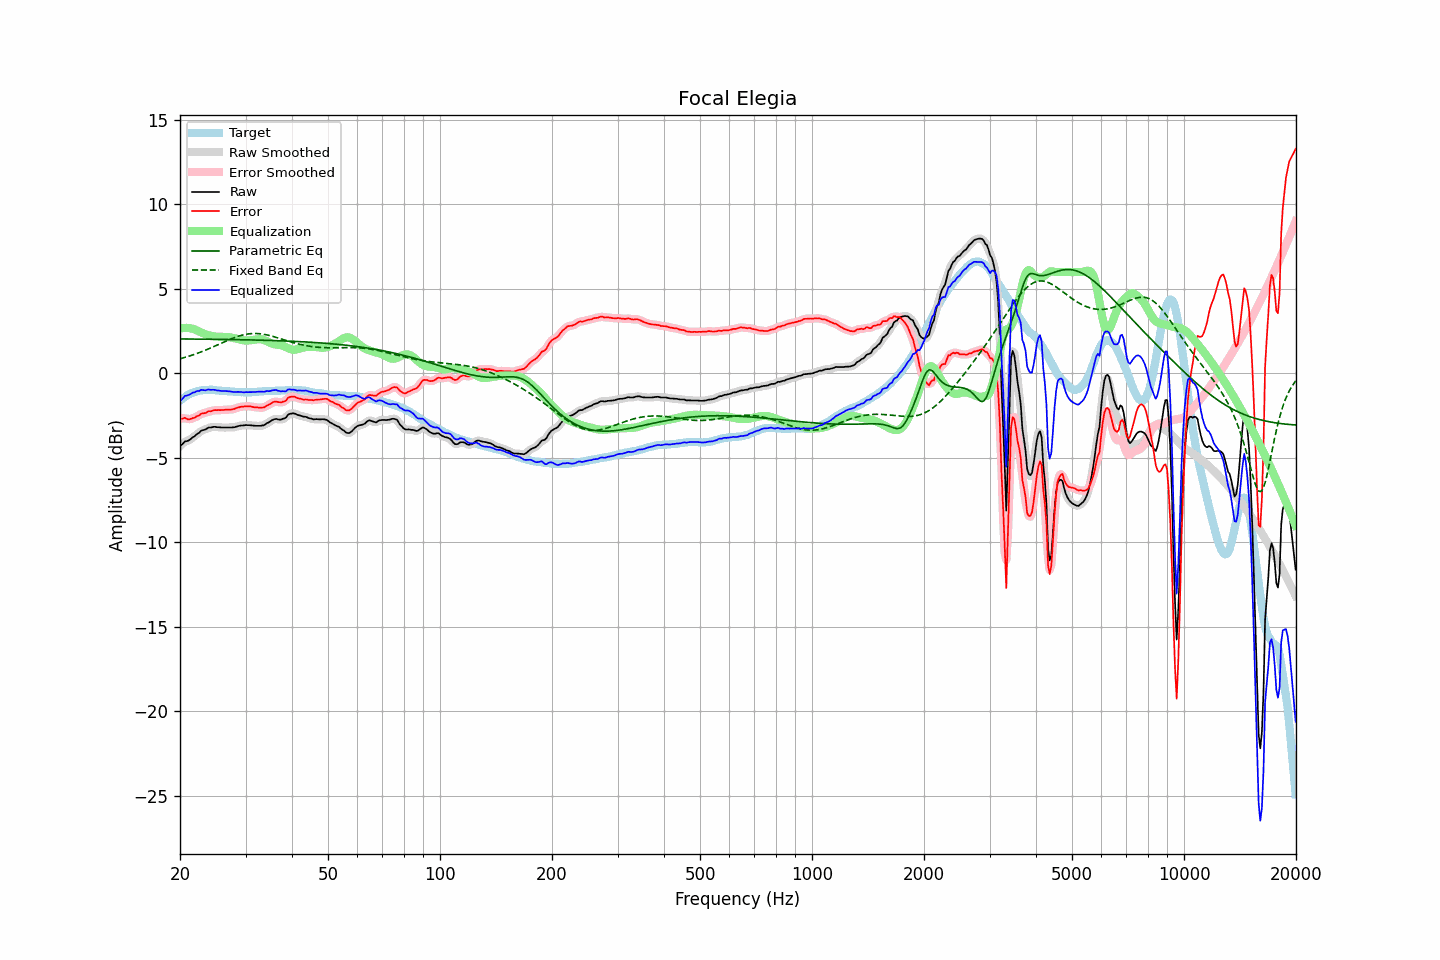 Focal Elegia
Target
Raw Smoothed
Error Smoothed
Raw
Error
Equalization
Parametric Eq
Fixed Band Eq
Equalized
15
10
5
0
−5
−10
−15
−20
−25
Amplitude (dBr)
20 50 100 200 500 1000 2000 5000 10000 20000
Frequency (Hz)